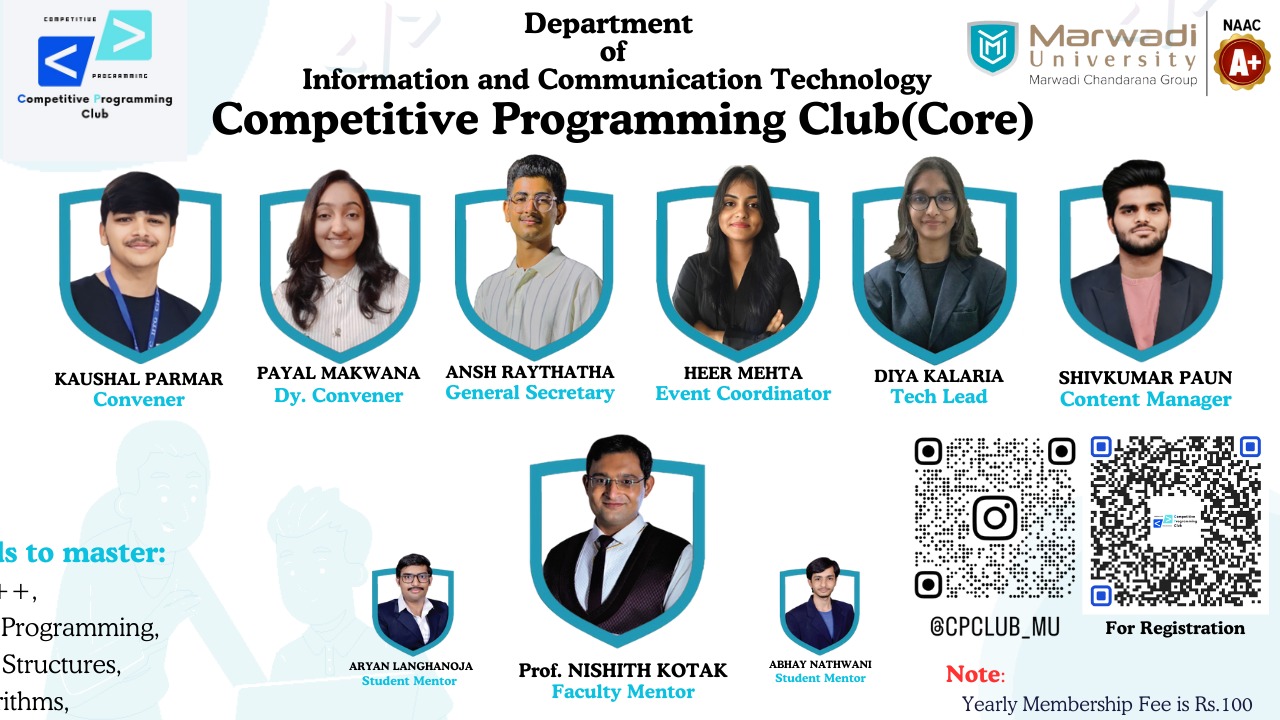 COMPETITIVE
PROGRAMMING
Competitive Programming
Club
Department
of
Information and Communication Technology
Competitive Programming Club(Core)
Marwadi
University
Marwadi Chandarana Group
NAAC
A+
KAUSHAL PARMAR
Convener
PAYAL MAKWANA
Dy. Convener
ANSH RAYTHATHA
General Secretary
HEER MEHTA
Event Coordinator
DIYA KALARIA
Tech Lead
SHIVKUMAR PAUN
Content Manager
ls to master:
++,
Programming,
Structures,
rithms,
ARYAN LANGHANOJA
Student Mentor
Prof. NISHITH KOTAK
Faculty Mentor
ABHAY NATHWANI
Student Mentor
@CPCLUB_MU
Competitive
Programming
Club
For Registration
Note:
Yearly Membership Fee is Rs.100